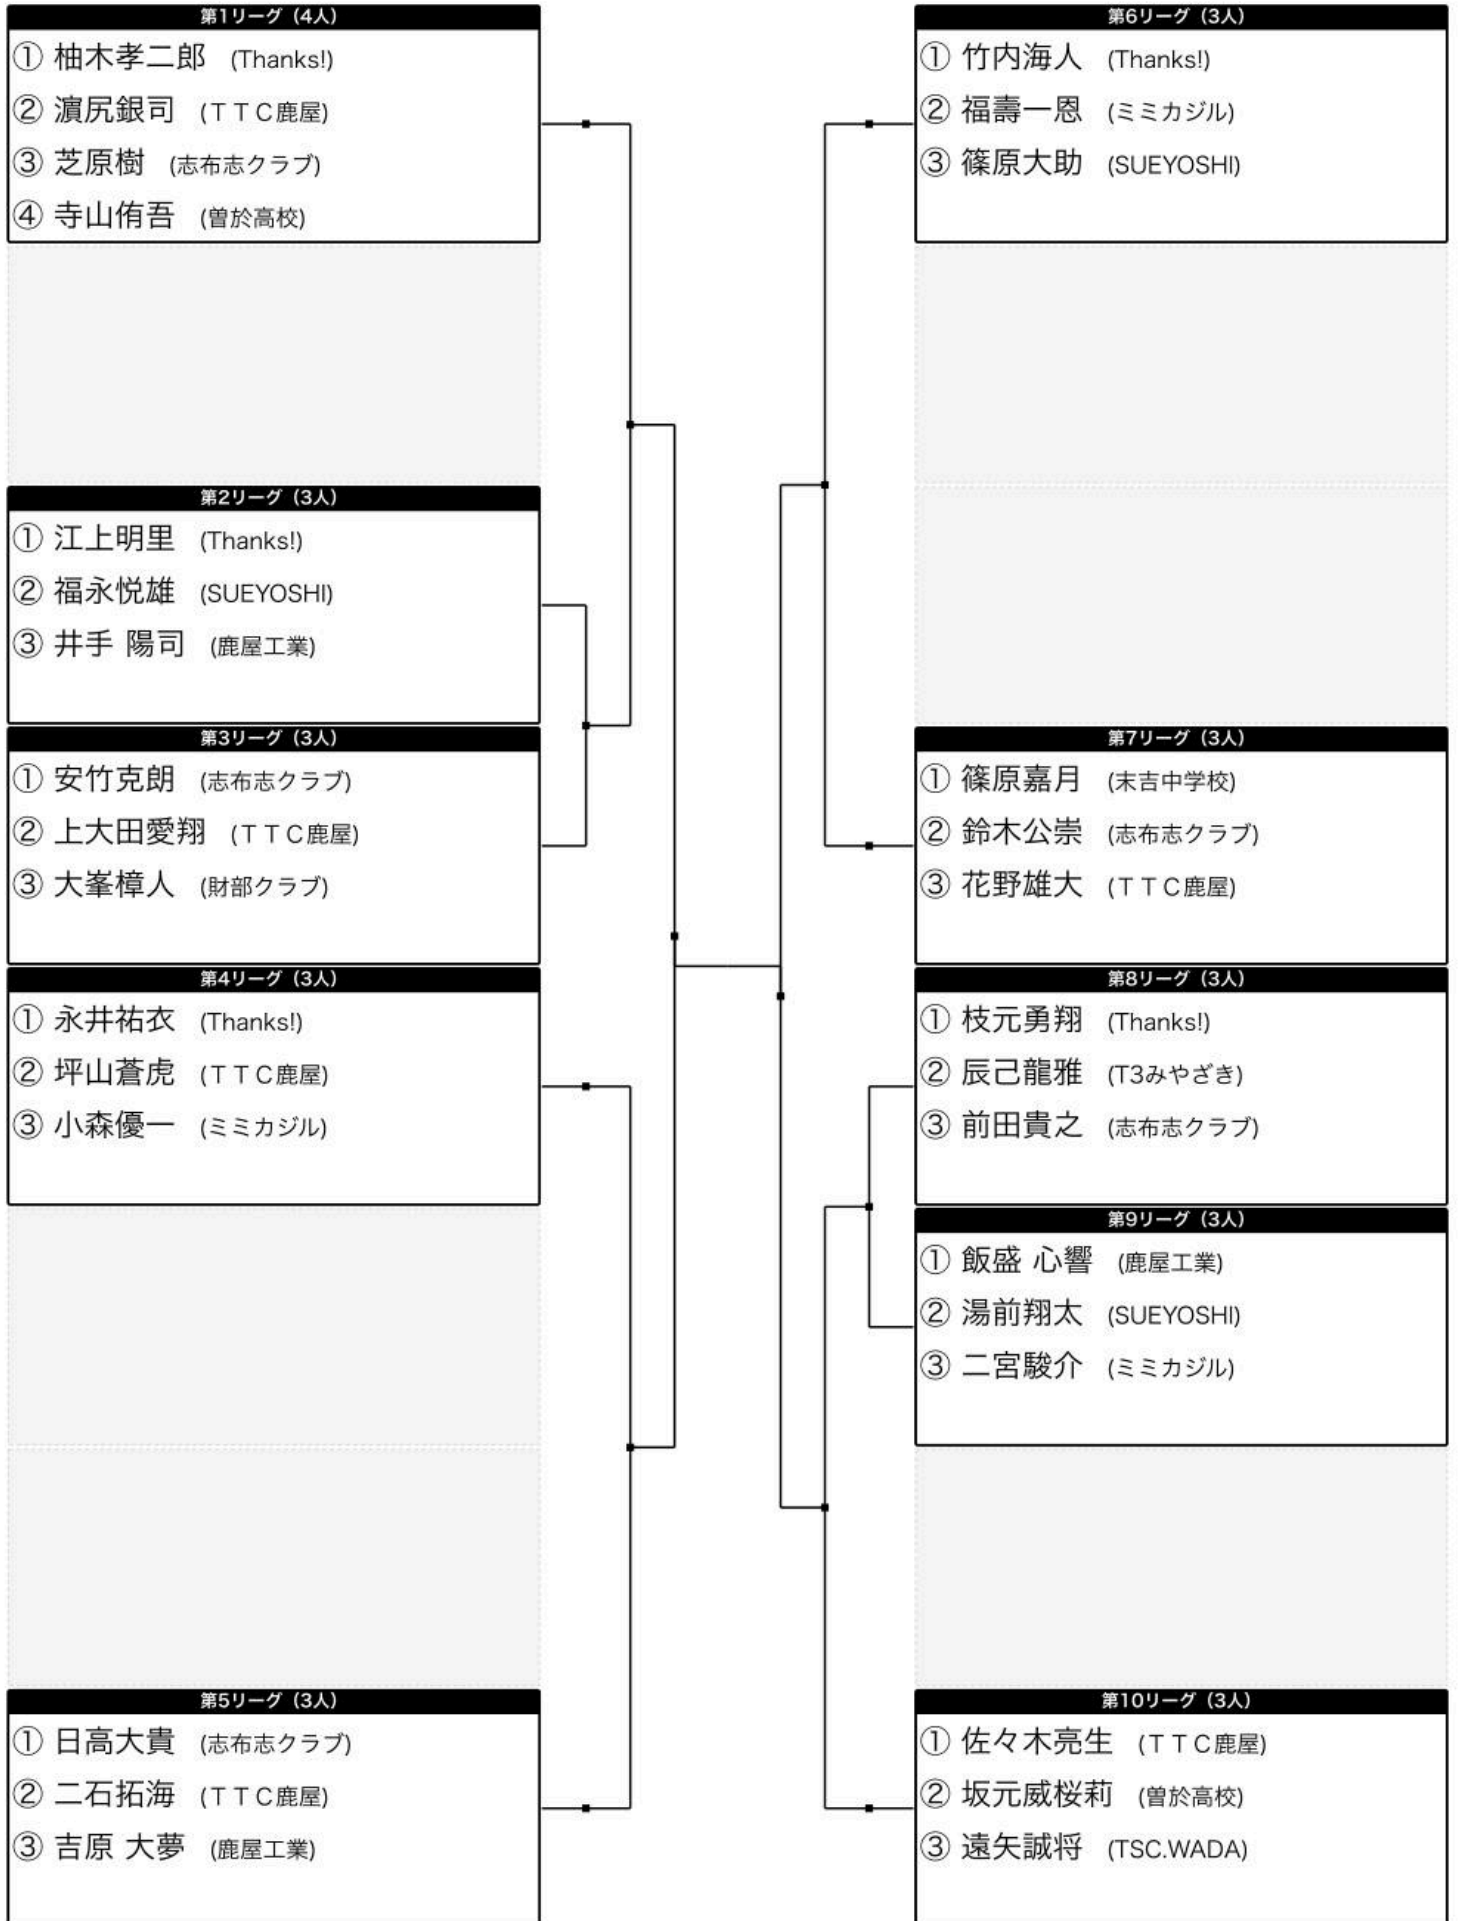 第1リーグ（4人）
① 柚木孝二郎 (Thanks!)
② 濵尻銀司 (ＴＴＣ鹿屋)
③ 芝原樹 (志布志クラブ)
④ 寺山侑吾 (曽於高校)
第2リーグ（3人）
① 江上明里 (Thanks!)
② 福永悦雄 (SUEYOSHI)
③ 井手 陽司 (鹿屋工業)
第3リーグ（3人）
① 安竹克朗 (志布志クラブ)
② 上大田愛翔 (ＴＴＣ鹿屋)
③ 大峯樟人 (財部クラブ)
第4リーグ（3人）
① 永井祐衣 (Thanks!)
② 坪山蒼虎 (ＴＴＣ鹿屋)
③ 小森優一 (ミミカジル)
第5リーグ（3人）
① 日高大貴 (志布志クラブ)
② 二石拓海 (ＴＴＣ鹿屋)
③ 吉原 大夢 (鹿屋工業)
第6リーグ（3人）
① 竹内海人 (Thanks!)
② 福壽一恩 (ミミカジル)
③ 篠原大助 (SUEYOSHI)
第7リーグ（3人）
① 篠原嘉月 (末吉中学校)
② 鈴木公崇 (志布志クラブ)
③ 花野雄大 (ＴＴＣ鹿屋)
第8リーグ（3人）
① 枝元勇翔 (Thanks!)
② 辰己龍雅 (T3みやざき)
③ 前田貴之 (志布志クラブ)
第9リーグ（3人）
① 飯盛 心響 (鹿屋工業)
② 湯前翔太 (SUEYOSHI)
③ 二宮駿介 (ミミカジル)
第10リーグ（3人）
① 佐々木亮生 (ＴＴＣ鹿屋)
② 坂元威桜莉 (曽於高校)
③ 遠矢誠将 (TSC.WADA)